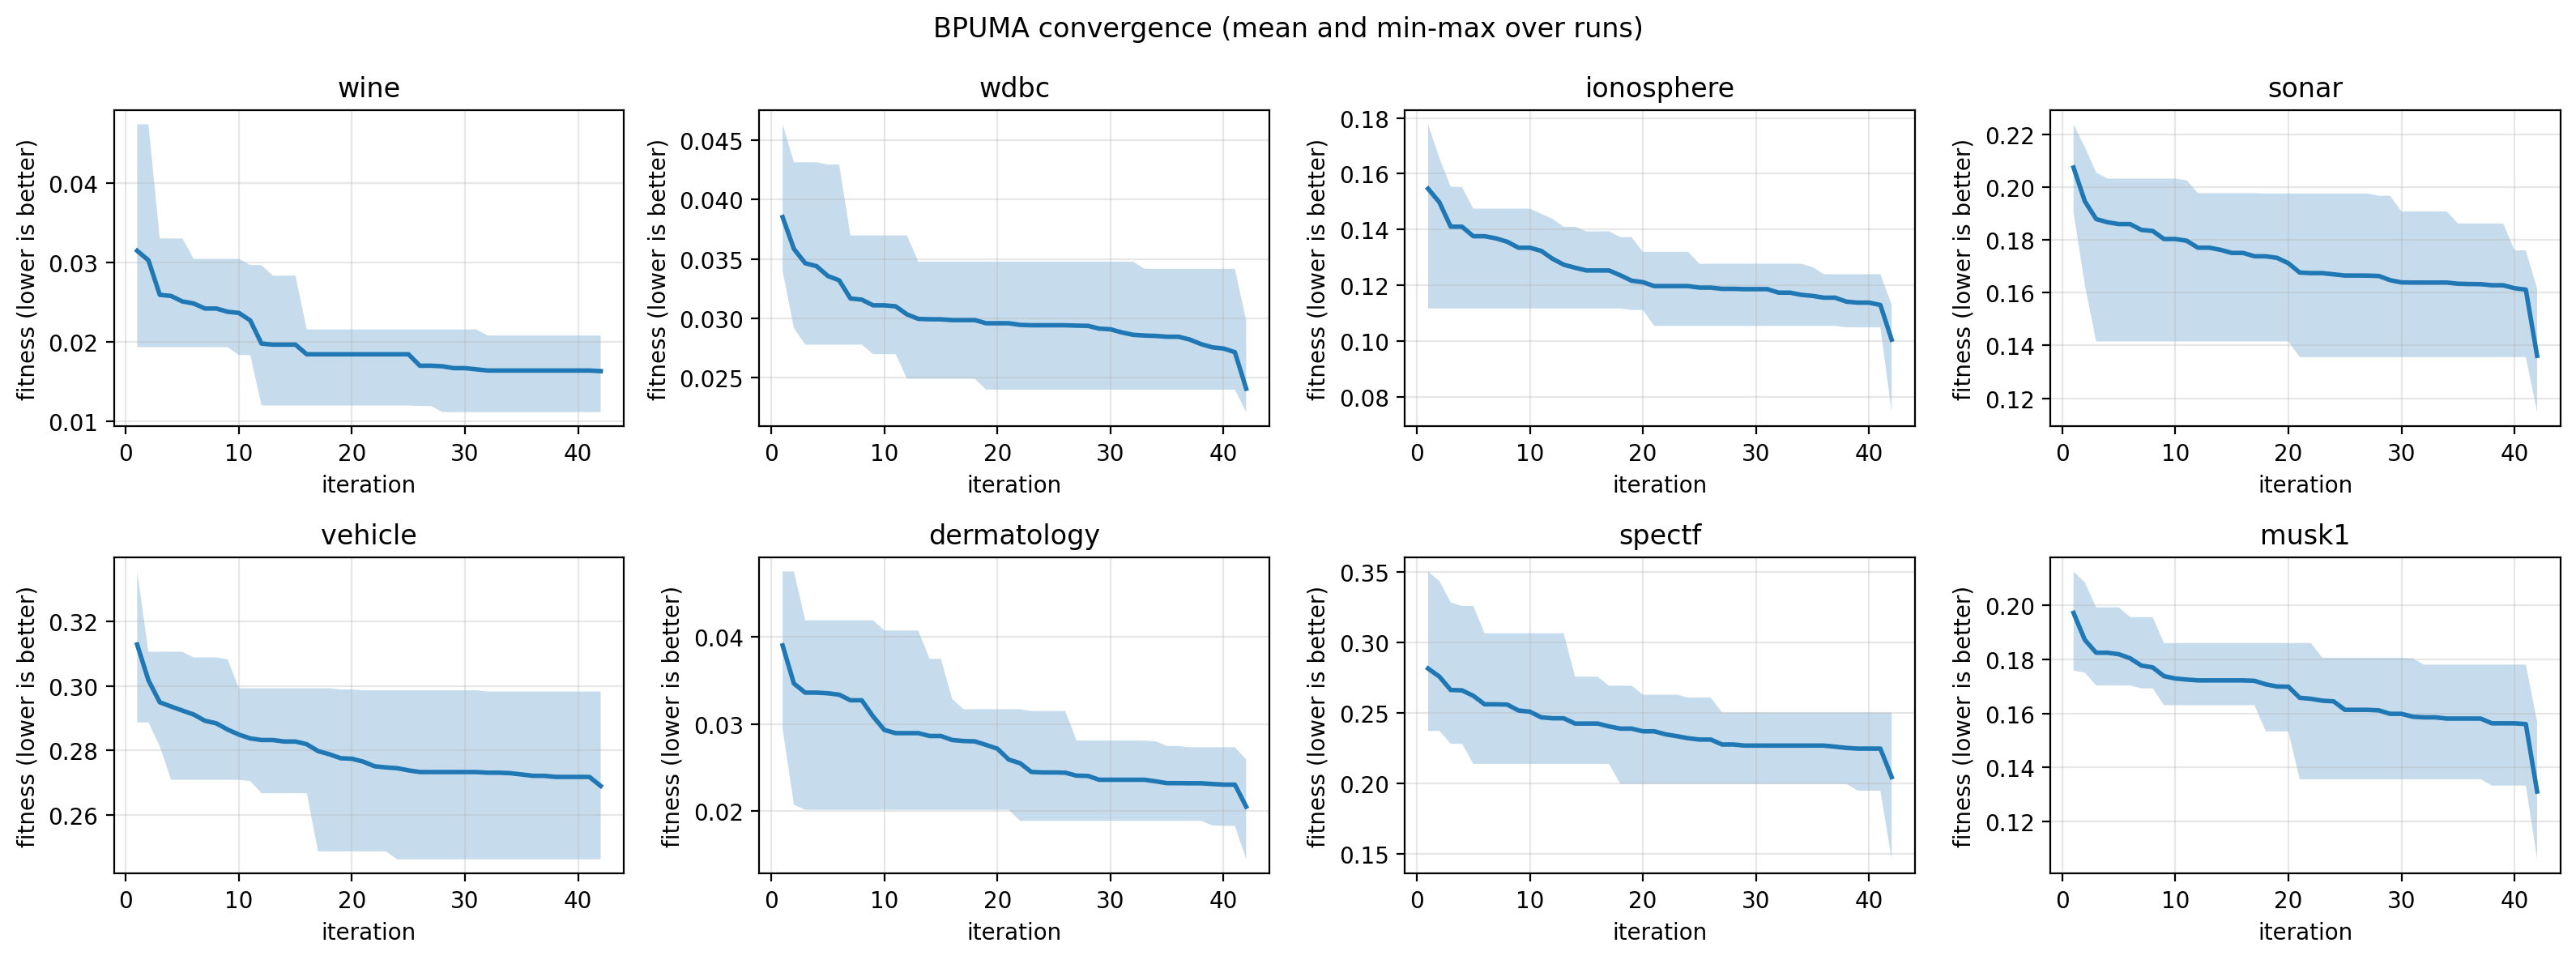 BPUMA convergence (mean and min-max over runs)
wine
fitness (lower is better)
0.04
0.03
0.02
0.01
0 10 20 30 40
iteration
wdbc
fitness (lower is better)
0.045
0.040
0.035
0.030
0.025
0 10 20 30 40
iteration
ionosphere
fitness (lower is better)
0.18
0.16
0.14
0.12
0.10
0.08
0 10 20 30 40
iteration
sonar
fitness (lower is better)
0.22
0.20
0.18
0.16
0.14
0.12
0 10 20 30 40
iteration
vehicle
fitness (lower is better)
0.32
0.30
0.28
0.26
0 10 20 30 40
iteration
dermatology
fitness (lower is better)
0.04
0.03
0.02
0 10 20 30 40
iteration
spectf
fitness (lower is better)
0.35
0.30
0.25
0.20
0.15
0 10 20 30 40
iteration
musk1
fitness (lower is better)
0.20
0.18
0.16
0.14
0.12
0 10 20 30 40
iteration